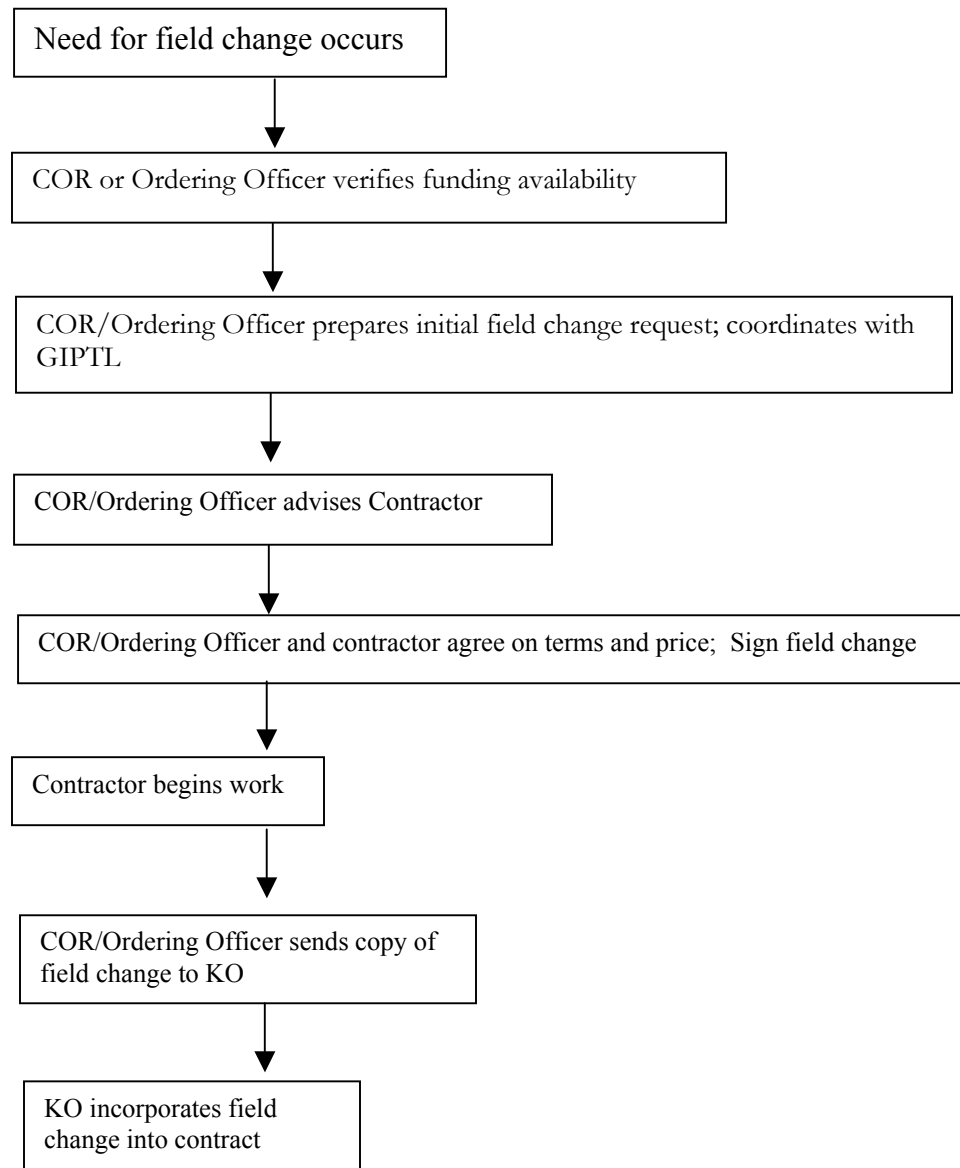 Need for field change occurs
COR or Ordering Officer verifies funding availability
COR/Ordering Officer prepares initial field change request; coordinates with
GIPTL
COR/Ordering Officer advises Contractor
COR/Ordering Officer and contractor agree on terms and price;  Sign field change
Contractor begins work
COR/Ordering Officer sends copy of
field change to KO
KO incorporates field
change into contract